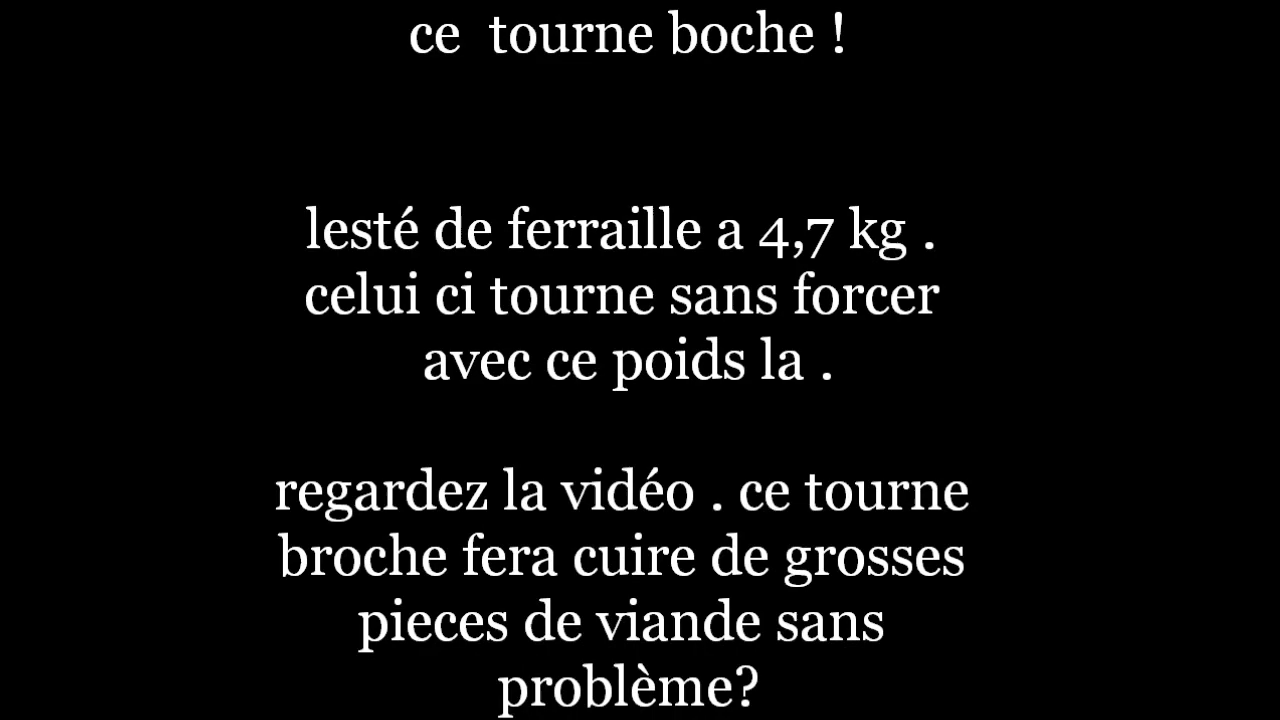 ce tourne boche !
lesté de ferraille a 4,7 kg .
celui ci tourne sans forcer
avec ce poids la .
regardez la vidéo . ce tourne
broche fera cuire de grosses
pieces de viande sans
problème?